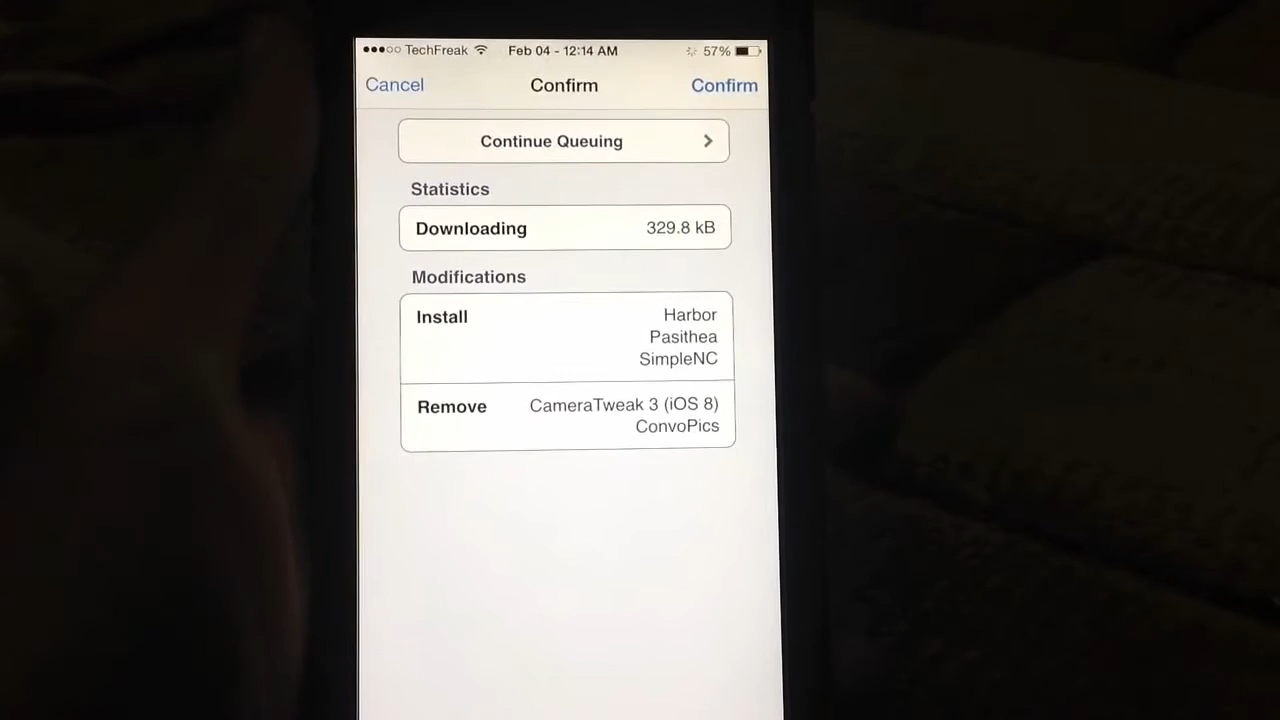 TechFreak Feb 04 - 12:14 AM 57%
Cancel Confirm Confirm
Continue Queuing
Statistics
Downloading 329.8 kB
Modifications
Install Harbor
Pasithea
SimpleNC
Remove CameraTweak 3 (iOS 8)
ConvoPics